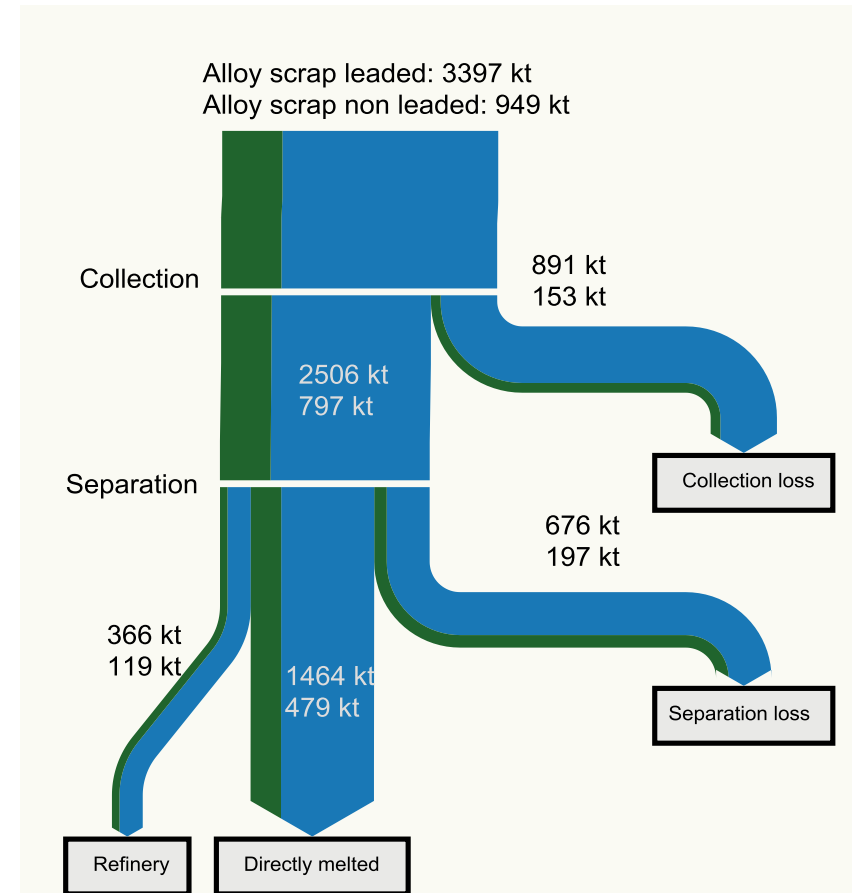 Alloy scrap leaded: 3397 kt
Alloy scrap non leaded: 949 kt
Collection
891 kt
153 kt
2506 kt
797 kt
Separation
Collection loss
676 kt
197 kt
366 kt
119 kt
1464 kt
479 kt
Separation loss
Refinery
Directly melted